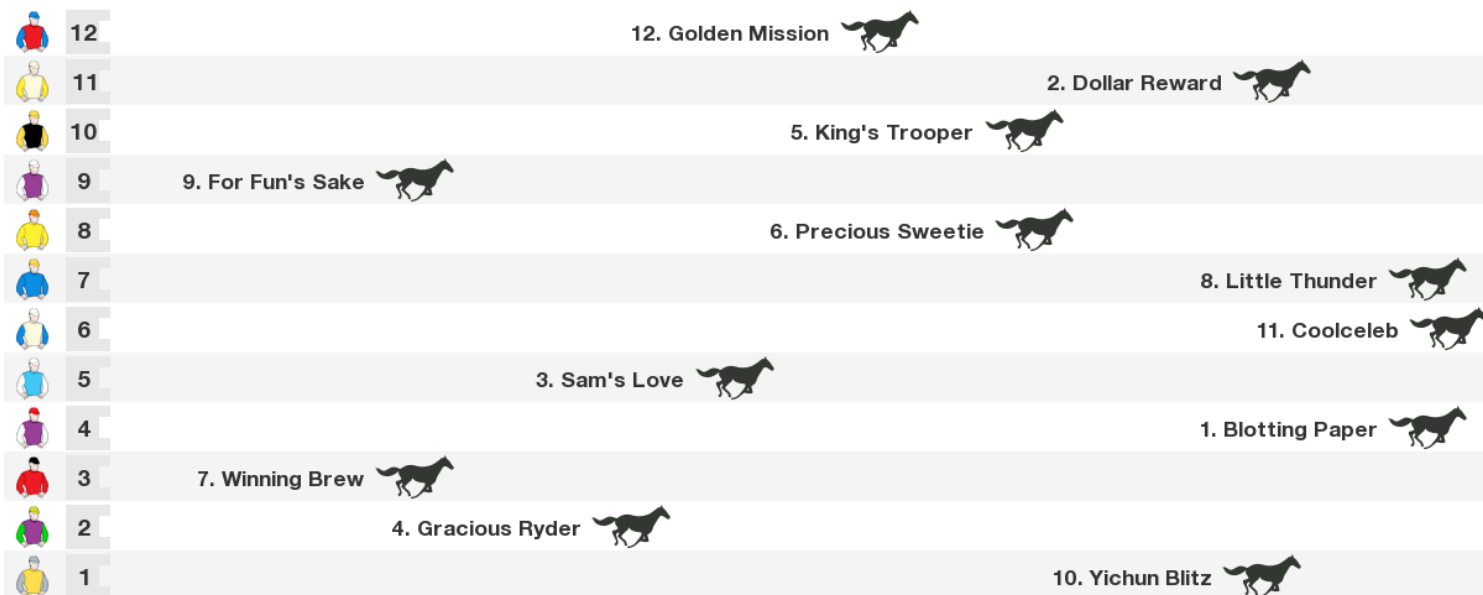 12 12. Golden Mission
11 2. Dollar Reward
10 5. King's Trooper
9 9. For Fun's Sake
8 6. Precious Sweetie
7 8. Little Thunder
6 11. Coolceleb
5 3. Sam's Love
4 1. Blotting Paper
3 7. Winning Brew
2 4. Gracious Ryder
1 10. Yichun Blitz